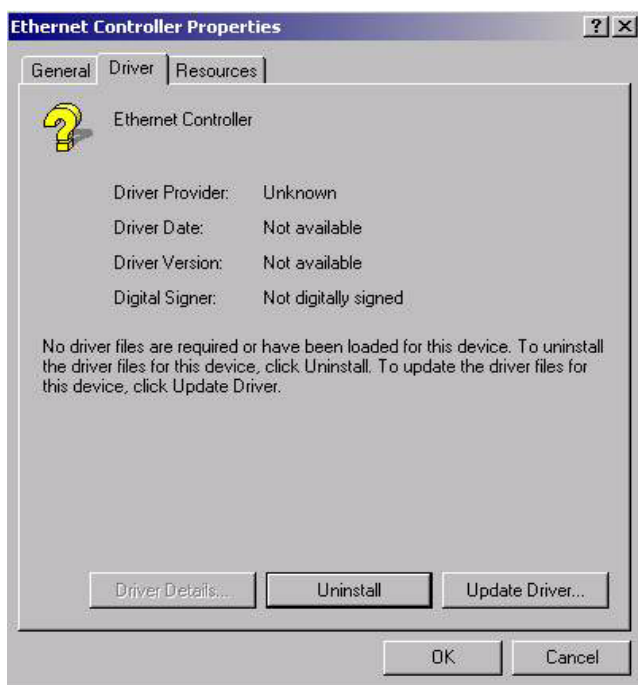 Ethernet Controller Properties
General Driver Resources
Ethernet Controller
Driver Provider: Unknown
Driver Date: Not available
Driver Version: Not available
Digital Signer: Not digitally signed
No driver files are required or have been loaded for this device. To uninstall
the driver files for this device, click Uninstall. To update the driver files for
this device, click Update Driver.
Driver Details... Uninstall Update Driver...
OK Cancel